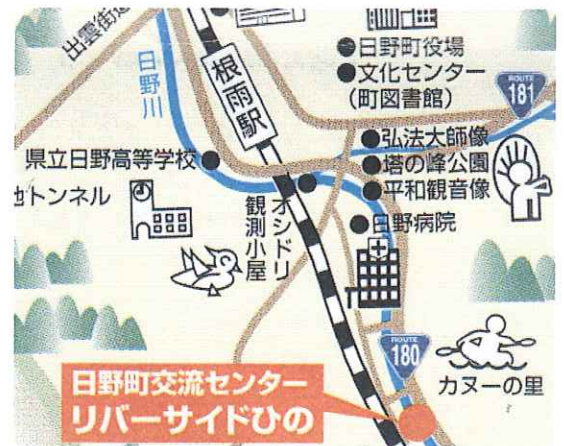 出雲街道
日野川
根雨駅
●日野町役場
●文化センター
(町図書館)
ROUTE
181
●弘法大師像
●塔の峰公園
●平和観音像
県立日野高等学校●
トンネル
オシドリ
観測小屋
●日野病院
ROUTE
180
カヌーの里
日野町交流センター
リバーサイドひの